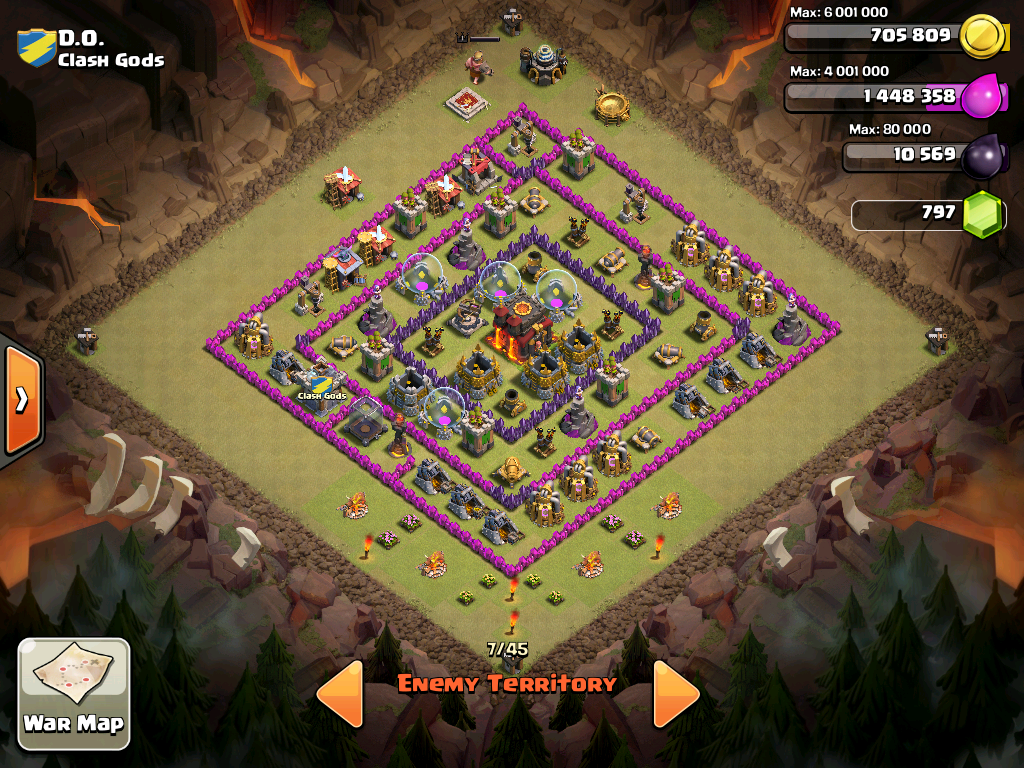 D.O.
Clash Gods
Max: 6 001 000
705 809
Max: 4 001 000
1 448 358
Max: 80 000
10 569
797
Clash Gods
7/45
Enemy Territory
War Map